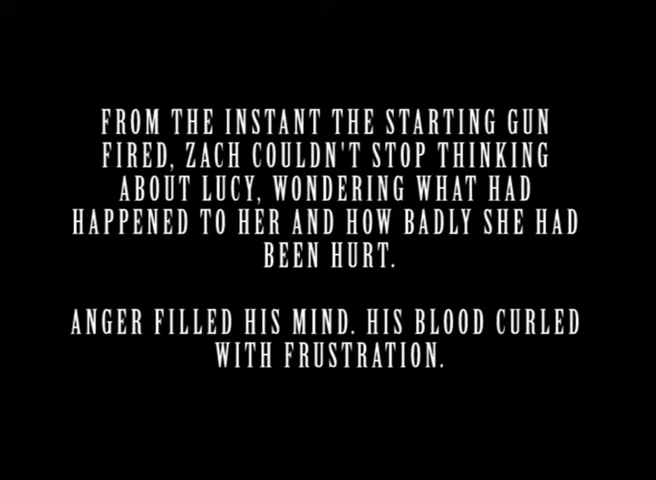 FROM THE INSTANT THE STARTING GUN
FIRED, ZACH COULDN'T STOP THINKING
ABOUT LUCY, WONDERING WHAT HAD
HAPPENED TO HER AND HOW BADLY SHE HAD
BEEN HURT.
ANGER FILLED HIS MIND. HIS BLOOD CURLED
WITH FRUSTRATION.